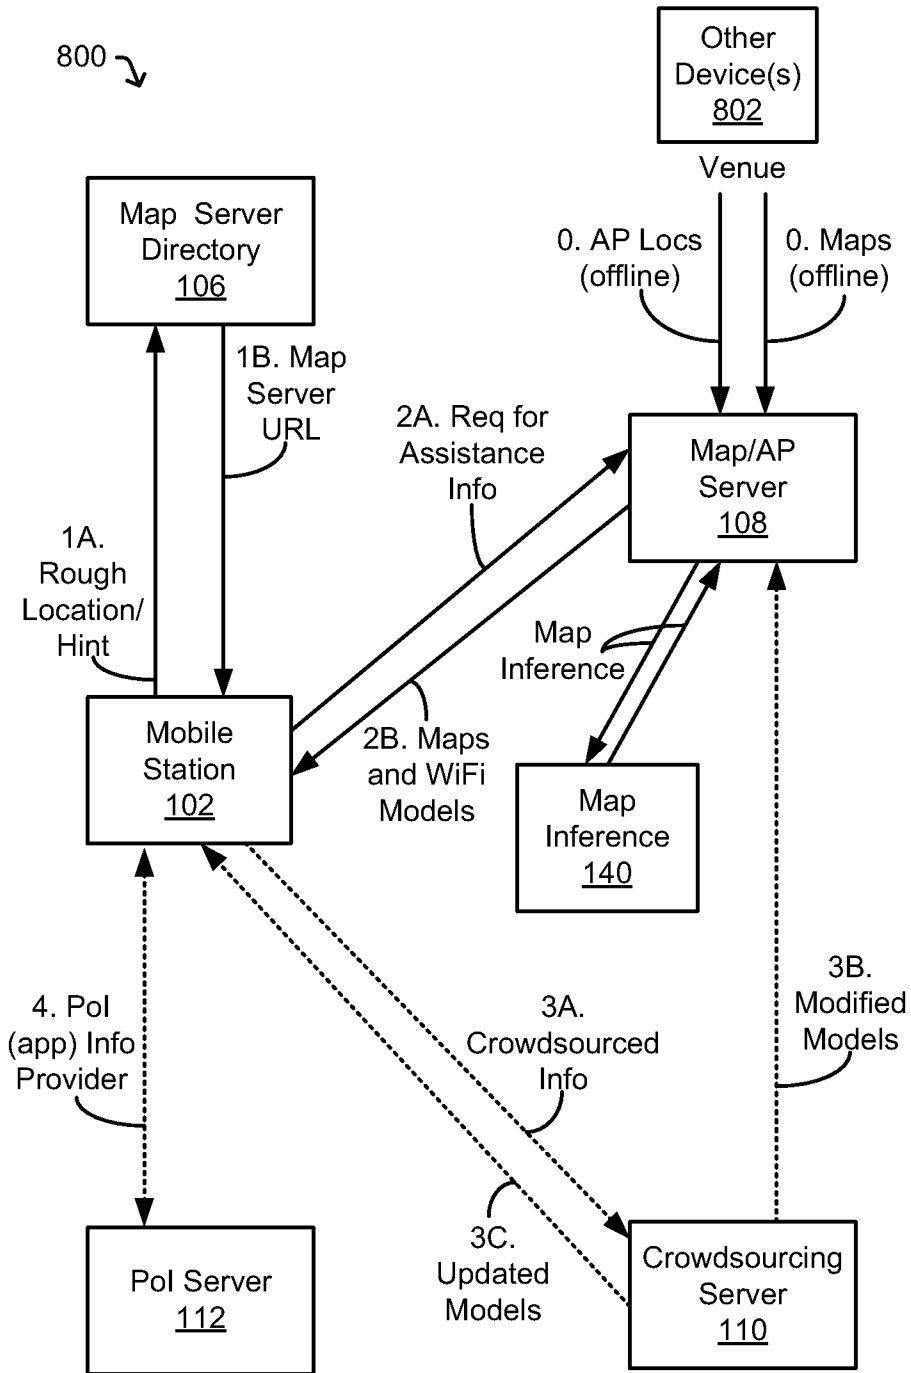 800
Other
Device(s)
802
Venue
Map Server
Directory
106
0. AP Locs
(offline)
0. Maps
(offline)
1B. Map
Server
URL
2A. Req for
Assistance
Info
Map/AP
Server
108
1A.
Rough
Location/
Hint
Map
Inference
Mobile
Station
102
2B. Maps
and WiFi
Models
Map
Inference
140
4. PoI
(app) Info
Provider
3A.
Crowdsourced
Info
3B.
Modified
Models
3C.
Updated
Models
PoI Server
112
Crowdsourcing
Server
110